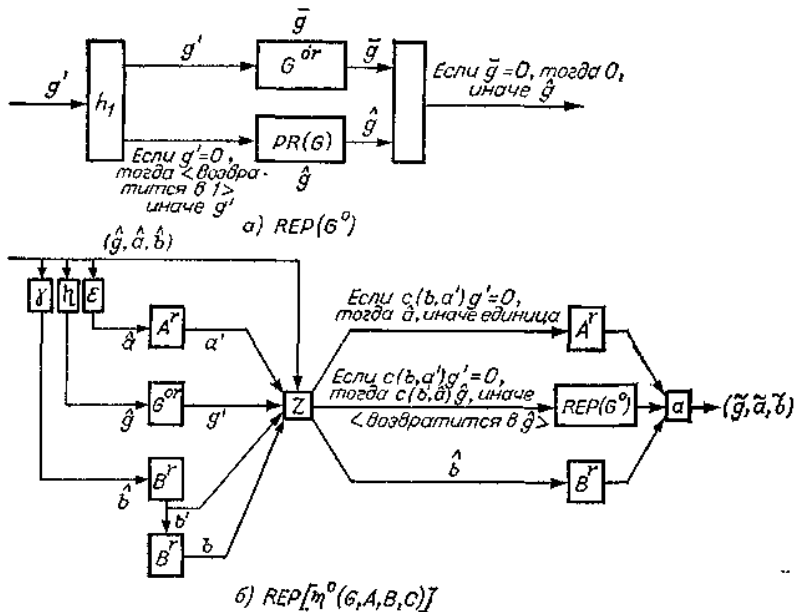 g̅
g' g' G^or g̅
h₁
Если g̅=0, тогда 0,
иначе ĝ
PR(G) ĝ
ĝ
Если g'=0,
тогда <возвра-
тится в 1>
иначе g'
а) REP(G⁰)
(ĝ, â, b̂)
γ η ε
â A^r a'
Если c(b,a')g'=0,
тогда â, иначе единица
A^r
ĝ G^or g'
Z
Если c(b,a')g'=0,
тогда c(b,â)ĝ, иначе
<возвратится в ĝ>
REP(G⁰)
a (g̃, ã, b̃)
b̂ B^r
b'
B^r b
b̂ B^r
б) REP[ɱ⁰(G,A,B,C)]